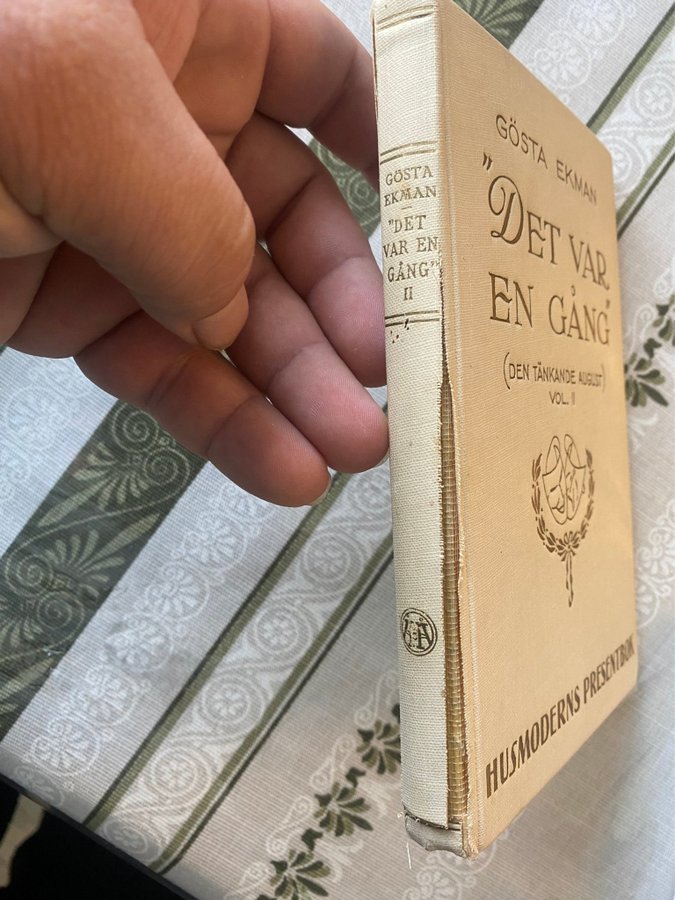 GÖSTA
EKMAN
"DET
VAR EN
GÅNG"
II
GÖSTA EKMAN
"DET VAR
EN GÅNG"
(DEN TÄNKANDE AUGUST)
VOL. II
HUSMODERNS PRESENTBOK